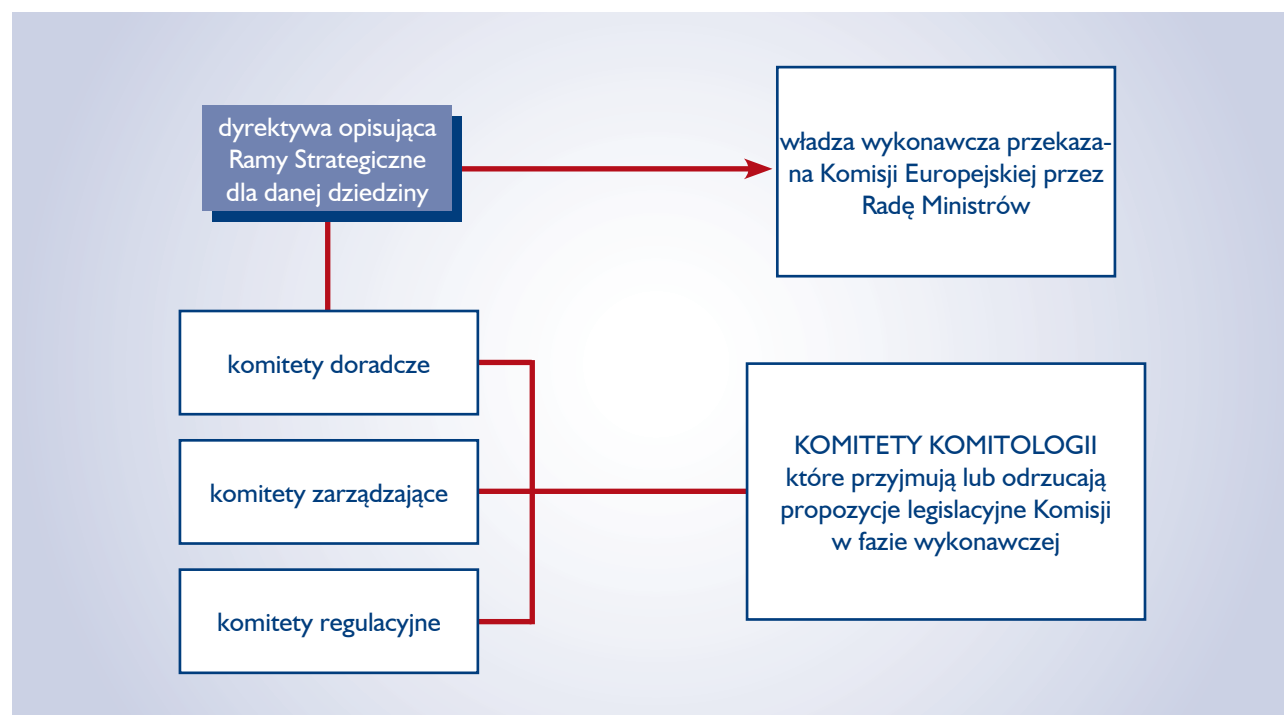 dyrektywa opisująca
Ramy Strategiczne
dla danej dziedziny
władza wykonawcza przekaza-
na Komisji Europejskiej przez
Radę Ministrów
komitety doradcze
komitety zarządzające
komitety regulacyjne
KOMITETY KOMITOLOGII
które przyjmują lub odrzucają
propozycje legislacyjne Komisji
w fazie wykonawczej